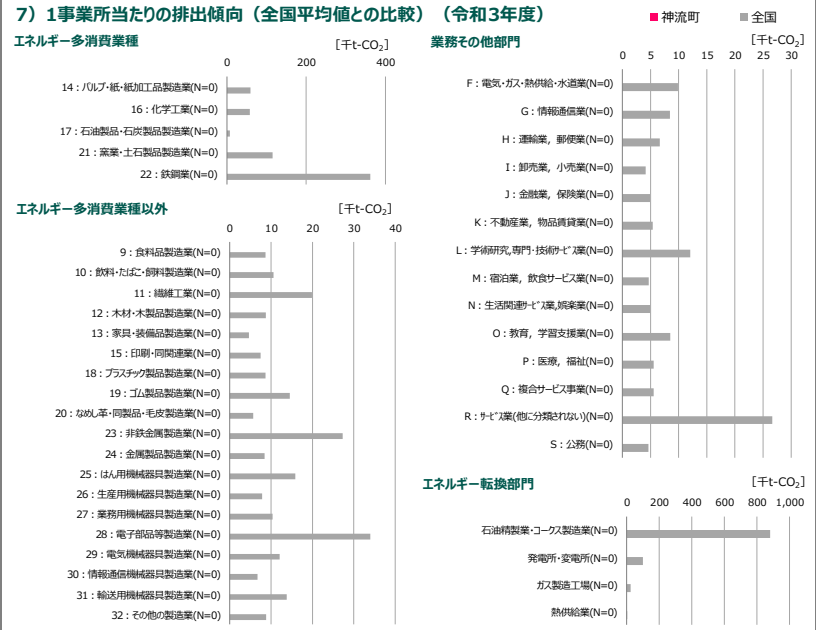 7）1事業所当たりの排出傾向（全国平均値との比較）（令和3年度）
■神流町 ■全国
エネルギー多消費業種
[千t-CO₂]
0 200 400
14：パルプ・紙・紙加工品製造業(N=0)
16：化学工業(N=0)
17：石油製品・石炭製品製造業(N=0)
21：窯業・土石製品製造業(N=0)
22：鉄鋼業(N=0)
エネルギー多消費業種以外
[千t-CO₂]
0 10 20 30 40
9：食料品製造業(N=0)
10：飲料・たばこ・飼料製造業(N=0)
11：繊維工業(N=0)
12：木材・木製品製造業(N=0)
13：家具・装備品製造業(N=0)
15：印刷・同関連業(N=0)
18：プラスチック製品製造業(N=0)
19：ゴム製品製造業(N=0)
20：なめし革・同製品・毛皮製造業(N=0)
23：非鉄金属製造業(N=0)
24：金属製品製造業(N=0)
25：はん用機械器具製造業(N=0)
26：生産用機械器具製造業(N=0)
27：業務用機械器具製造業(N=0)
28：電子部品等製造業(N=0)
29：電気機械器具製造業(N=0)
30：情報通信機械器具製造業(N=0)
31：輸送用機械器具製造業(N=0)
32：その他の製造業(N=0)
業務その他部門
[千t-CO₂]
0 5 10 15 20 25 30
F：電気・ガス・熱供給・水道業(N=0)
G：情報通信業(N=0)
H：運輸業，郵便業(N=0)
I：卸売業，小売業(N=0)
J：金融業，保険業(N=0)
K：不動産業，物品賃貸業(N=0)
L：学術研究,専門・技術ｻｰﾋﾞｽ業(N=0)
M：宿泊業，飲食サービス業(N=0)
N：生活関連ｻｰﾋﾞｽ業,娯楽業(N=0)
O：教育，学習支援業(N=0)
P：医療，福祉(N=0)
Q：複合サービス事業(N=0)
R：ｻｰﾋﾞｽ業(他に分類されない)(N=0)
S：公務(N=0)
エネルギー転換部門
[千t-CO₂]
0 200 400 600 800 1,000
石油精製業・コークス製造業(N=0)
発電所・変電所(N=0)
ガス製造工場(N=0)
熱供給業(N=0)